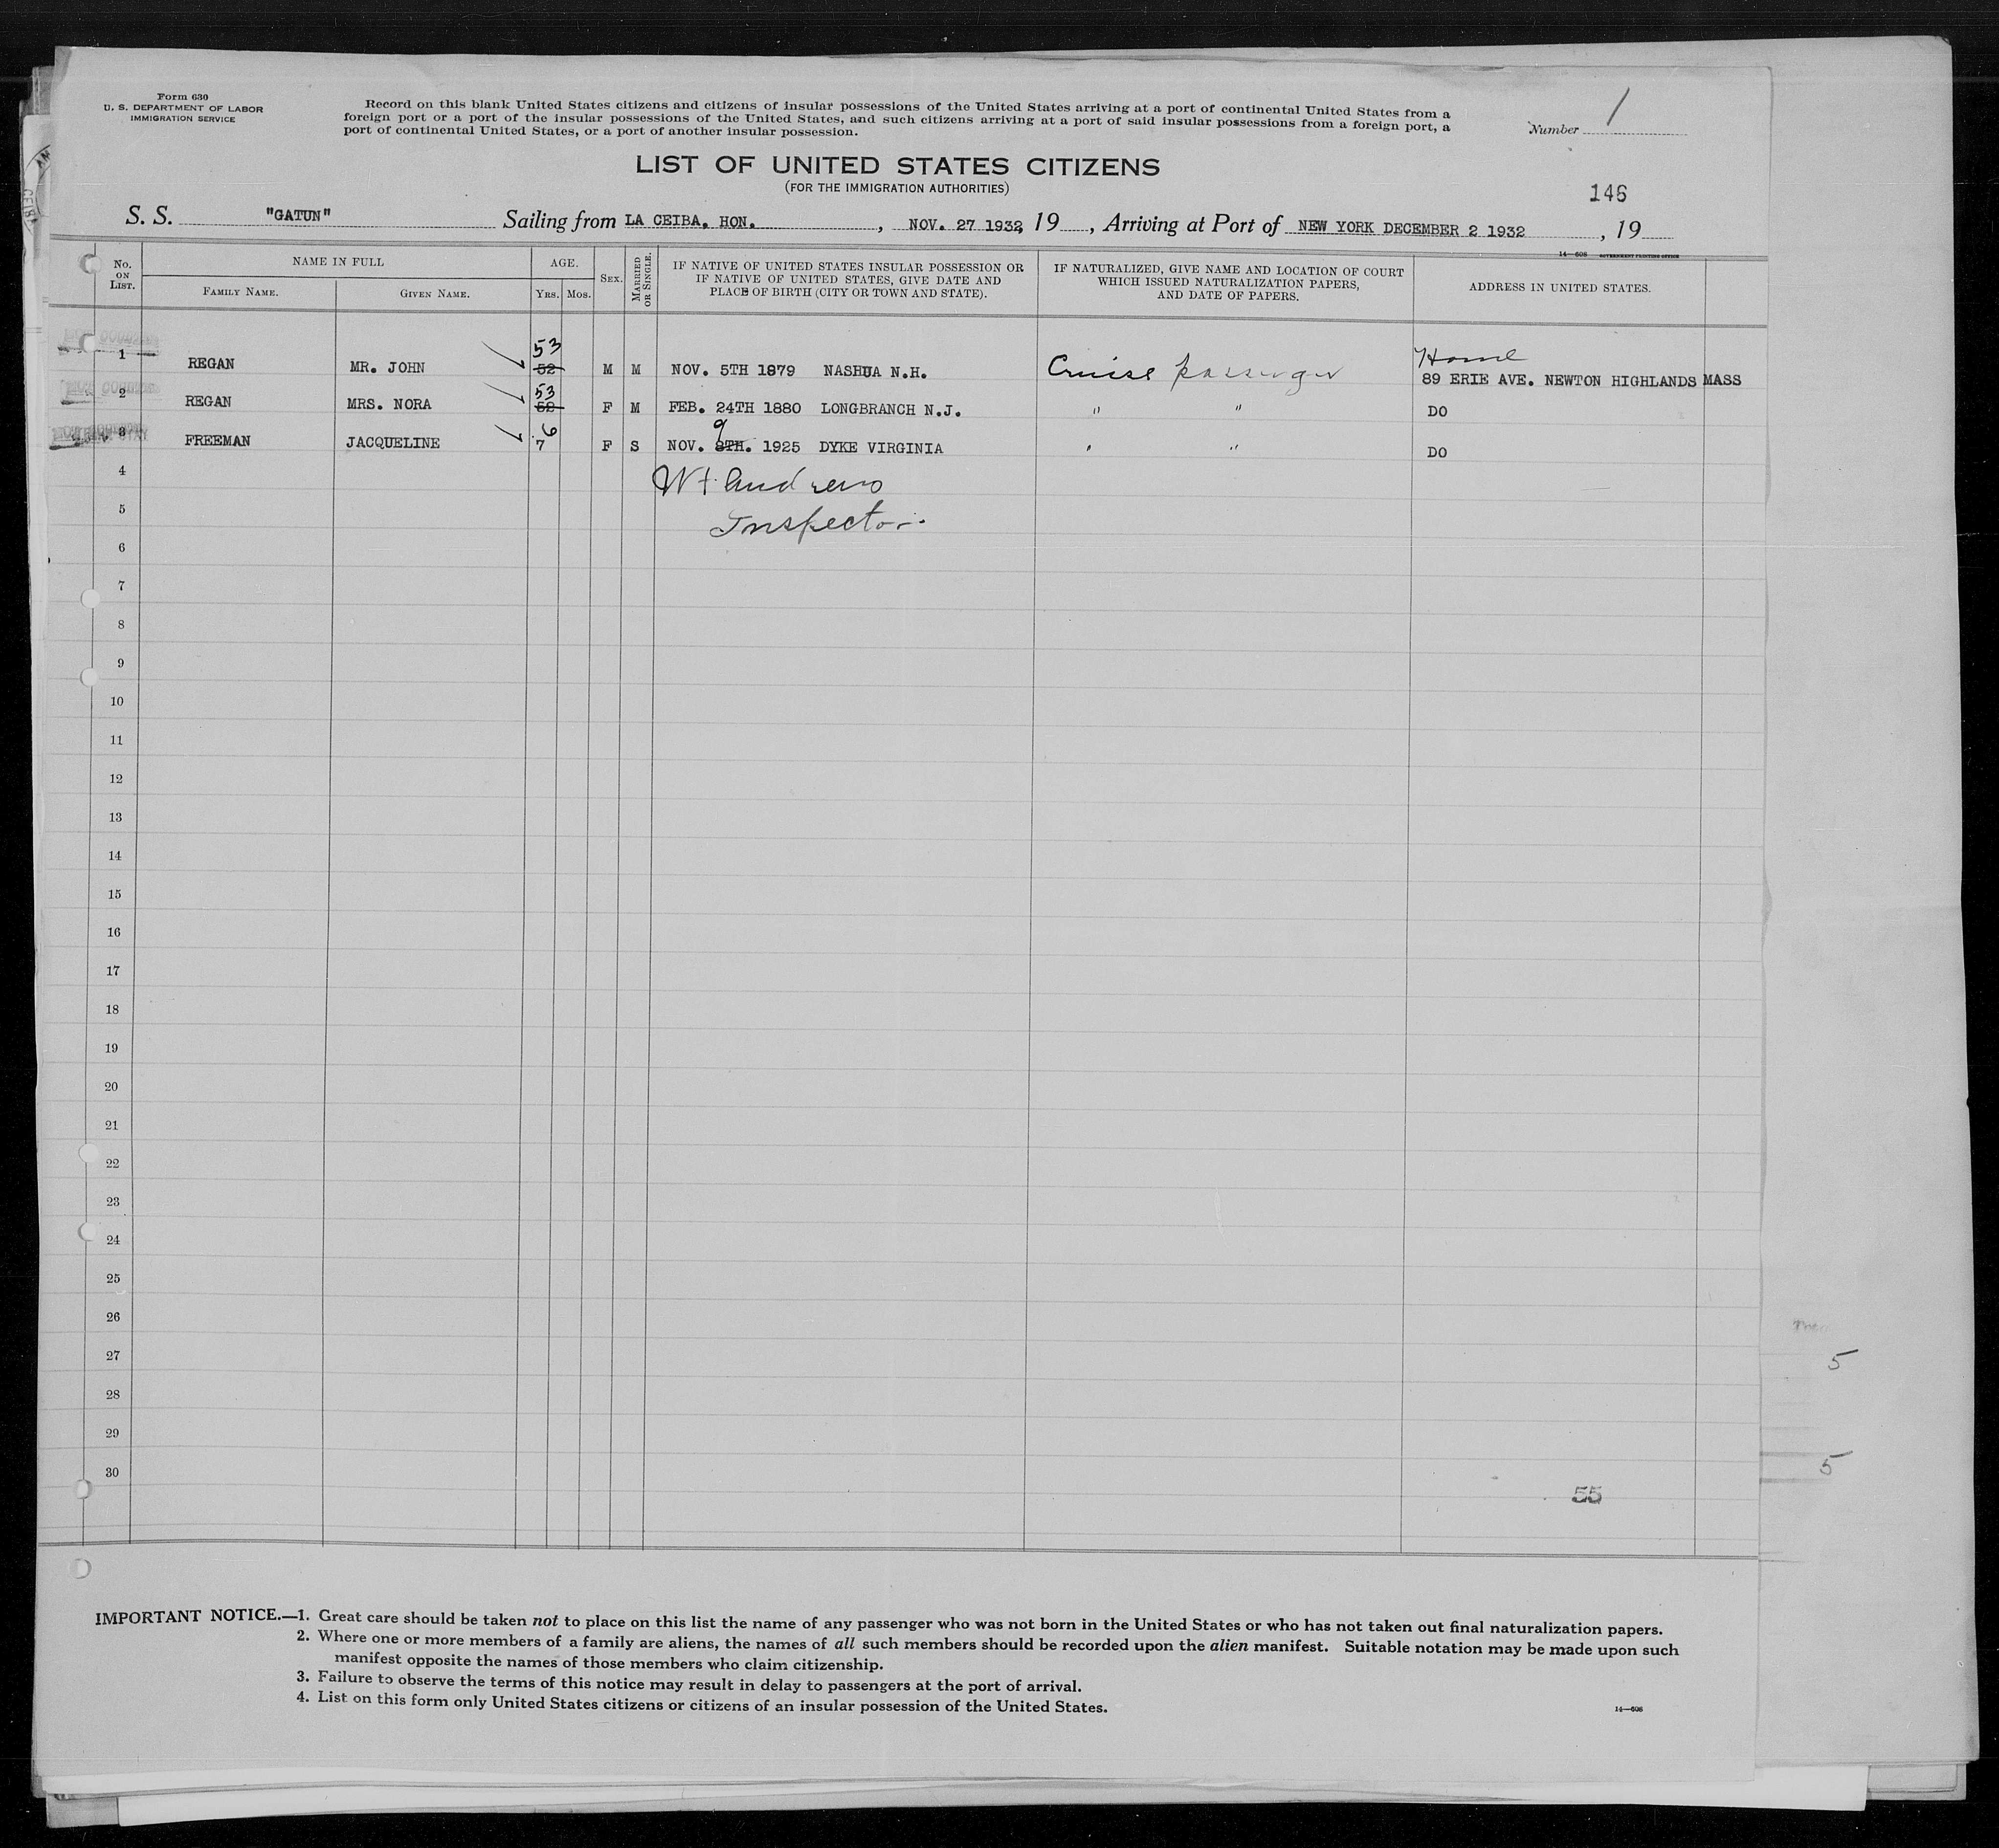 Form 630
U. S. DEPARTMENT OF LABOR
IMMIGRATION SERVICE
Record on this blank United States citizens and citizens of insular possessions of the United States arriving at a port of continental United States from a
foreign port or a port of the insular possessions of the United States, and such citizens arriving at a port of said insular possessions from a foreign port, a
port of continental United States, or a port of another insular possession.
Number 1
LIST OF UNITED STATES CITIZENS
(FOR THE IMMIGRATION AUTHORITIES)
146
S. S. "GATUN" Sailing from LA CEIBA, HON. , NOV. 27 1932, 19 , Arriving at Port of NEW YORK DECEMBER 2 1932 , 19
14—606 GOVERNMENT PRINTING OFFICE
No. ON LIST. NAME IN FULL AGE. SEX. MARRIED OR SINGLE. IF NATIVE OF UNITED STATES INSULAR POSSESSION OR IF NATIVE OF UNITED STATES, GIVE DATE AND PLACE OF BIRTH (CITY OR TOWN AND STATE). IF NATURALIZED, GIVE NAME AND LOCATION OF COURT WHICH ISSUED NATURALIZATION PAPERS, AND DATE OF PAPERS. ADDRESS IN UNITED STATES.
FAMILY NAME. GIVEN NAME. YRS. MOS.
53 Home
1 REGAN MR. JOHN 52 M M NOV. 5TH 1879 NASHUA N.H. Cruise passenger 89 ERIE AVE. NEWTON HIGHLANDS MASS
53
2 REGAN MRS. NORA 52 F M FEB. 24TH 1880 LONGBRANCH N.J. " " DO
6 9
3 FREEMAN JACQUELINE 7 F S NOV. 8TH. 1925 DYKE VIRGINIA " " DO
4 Andrews
5 Inspector
6
7
8
9
10
11
12
13
14
15
16
17
18
19
20
21
22
23
24
25
26
27
28
29
30
5
5
55
IMPORTANT NOTICE.—1. Great care should be taken not to place on this list the name of any passenger who was not born in the United States or who has not taken out final naturalization papers.
2. Where one or more members of a family are aliens, the names of all such members should be recorded upon the alien manifest. Suitable notation may be made upon such
manifest opposite the names of those members who claim citizenship.
3. Failure to observe the terms of this notice may result in delay to passengers at the port of arrival.
4. List on this form only United States citizens or citizens of an insular possession of the United States.
14—606